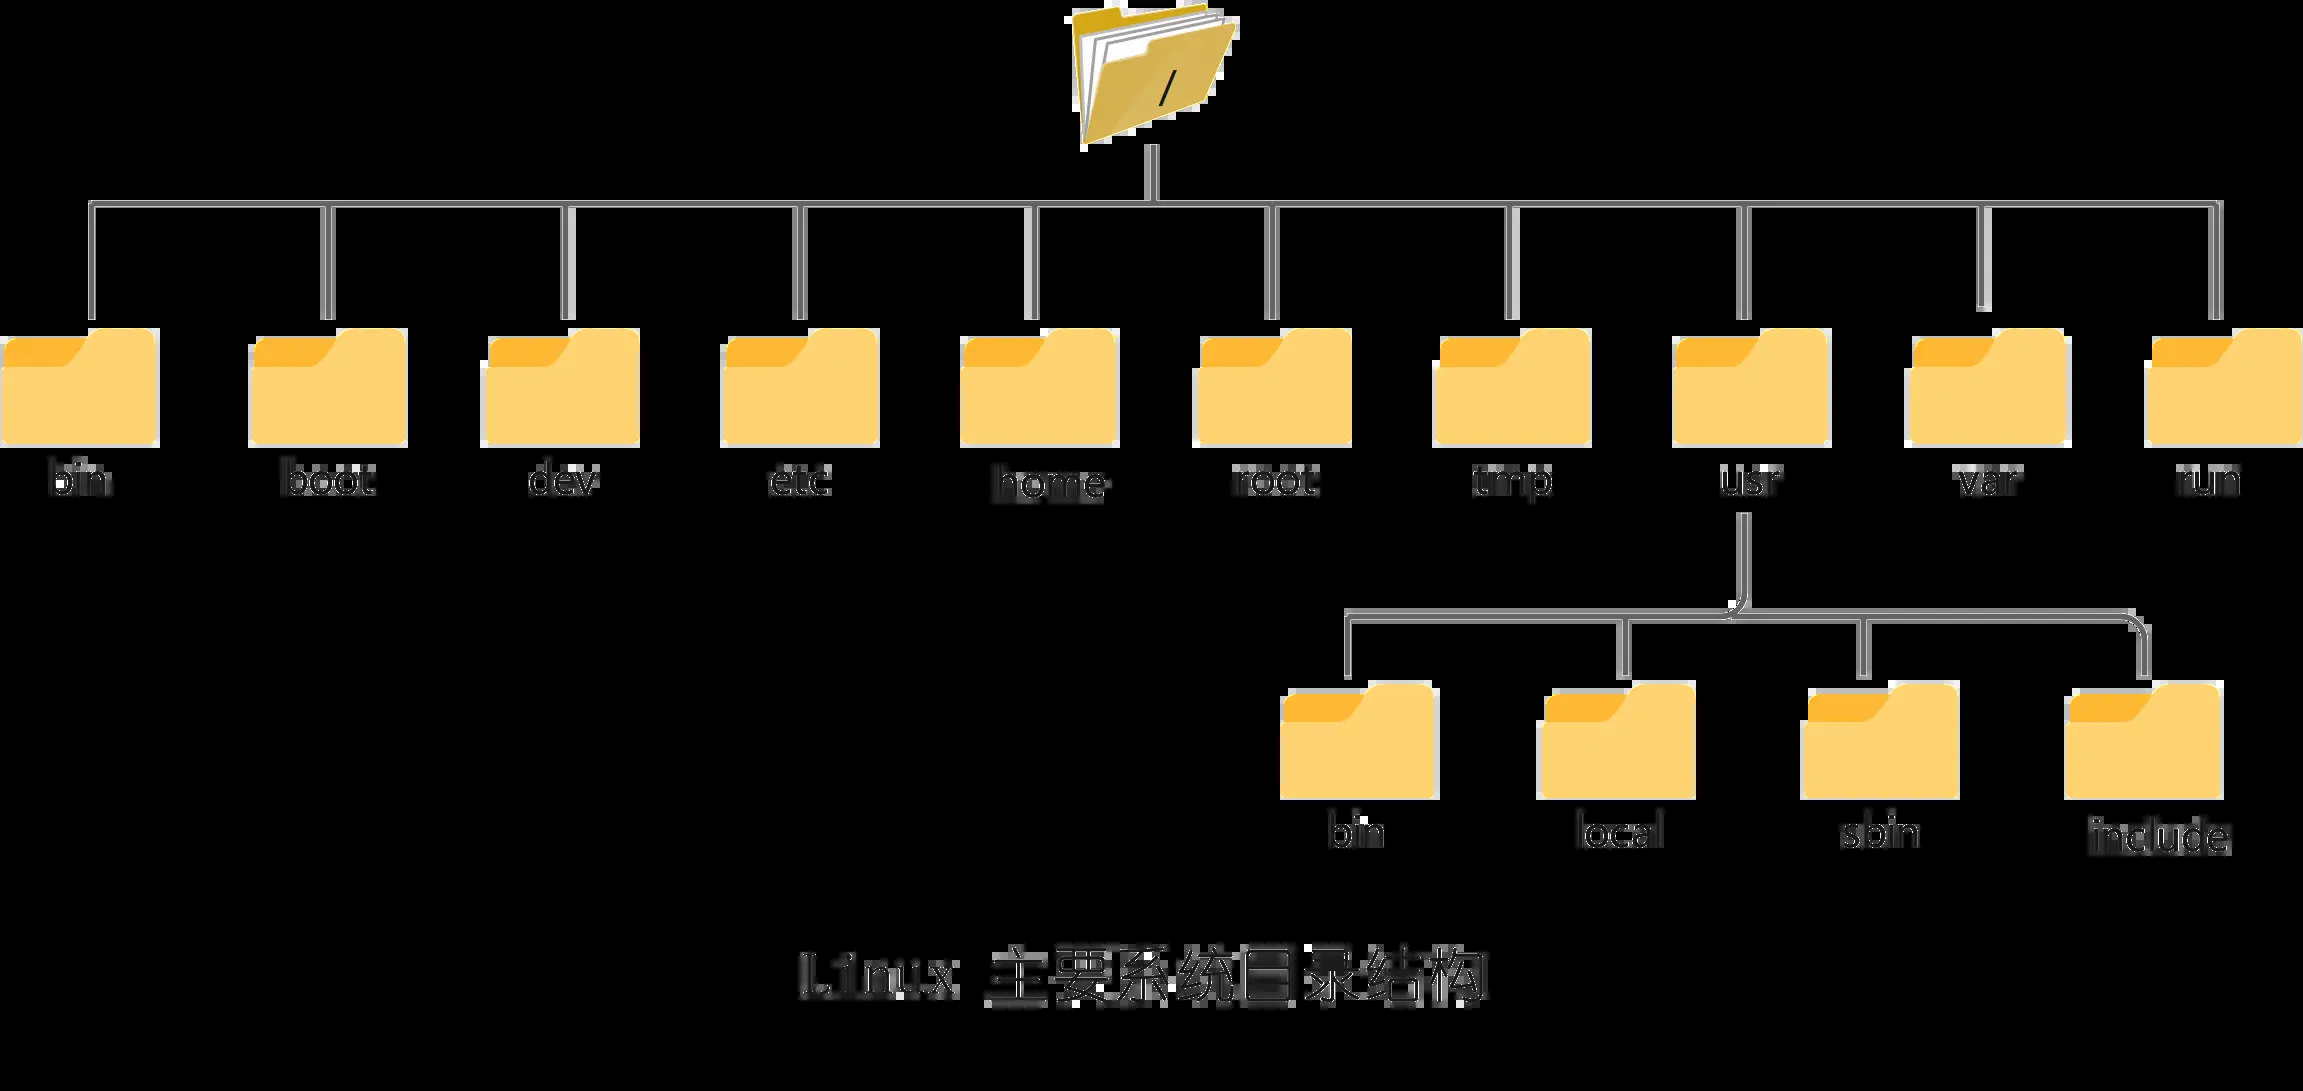 /
bin boot dev etc home root tmp usr var run
bin local sbin include
Linux 主要系统目录结构